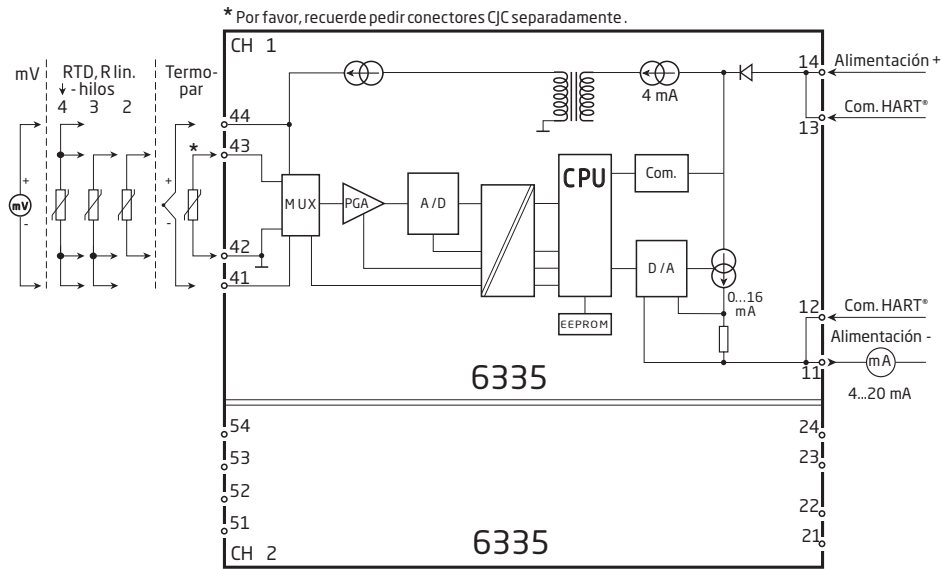 * Por favor, recuerde pedir conectores CJC separadamente.
CH 1
mV
RTD, R lin.
↓ - hilos
4 3 2
Termo-
par
44
43
*
+
mV
-
+
-
42
41
MUX
PGA
A/D
CPU
Com.
4 mA
D/A
0...16
mA
EEPROM
14
Alimentación +
Com. HART®
13
12
Com. HART®
Alimentación -
11
mA
4...20 mA
6335
54
53
52
51
24
23
22
21
6335
CH 2